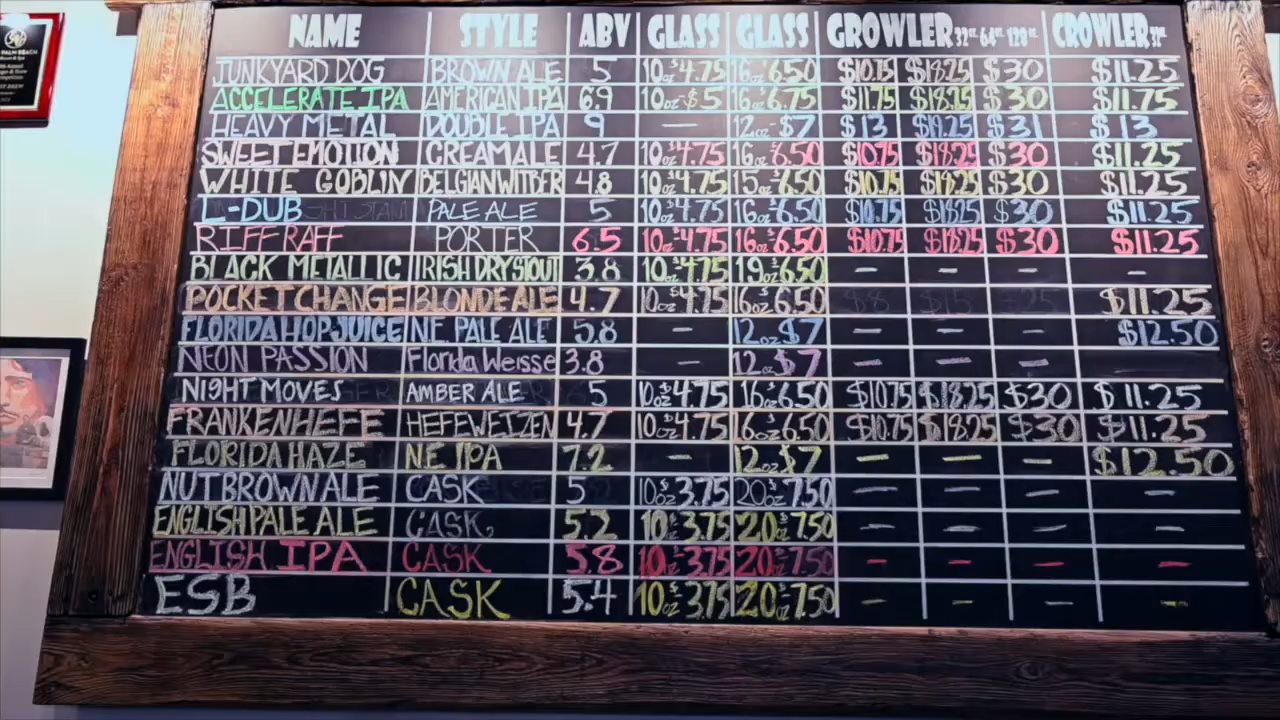 NAME STYLE ABV GLASS GLASS GROWLER 32oz. 64oz. 128oz. CROWLER 32oz.
JUNKYARD DOG BROWN ALE 5 10oz $4.75 16oz $6.50 $10.75 $18.25 $30 $11.25
ACCELERATE IPA AMERICAN IPA 6.9 10oz-$5 16oz $6.75 $11.75 $18.25 $30 $11.75
HEAVY METAL DOUBLE IPA 9 — 12oz-$7 $13 $19.25 $31 $13
SWEET EMOTION CREAM ALE 4.7 10oz $4.75 16oz $6.50 $10.75 $18.25 $30 $11.25
WHITE GOBLIN BELGIAN WITBER 4.8 10oz $4.75 15oz $6.50 $10.75 $18.25 $30 $11.25
L-DUB PALE ALE 5 10oz $4.75 16oz $6.50 $10.75 $18.25 $30 $11.25
RIFF RAFF PORTER 6.5 10oz $4.75 16oz $6.50 $10.75 $18.25 $30 $11.25
BLACK METALLIC IRISH DRY STOUT 3.8 10oz $4.75 19oz $6.50 — — — —
POCKET CHANGE BLONDE ALE 4.7 10oz $4.75 16oz $6.50 $11.25
FLORIDA HOP JUICE N.E. PALE ALE 5.8 — 12oz $7 — — — $12.50
NEON PASSION Florida Weisse 3.8 — 12oz $7 — — — —
NIGHT MOVES AMBER ALE 5 10oz $4.75 16oz $6.50 $10.75 $18.25 $30 $11.25
FRANKENHEFE HEFEWEIZEN 4.7 10oz $4.75 16oz $6.50 $10.75 $18.25 $30 $11.25
FLORIDA HAZE N.E IPA 7.2 — 12oz $7 — — — $12.50
NUT BROWN ALE CASK 5 10oz $3.75 20oz $7.50 — — — —
ENGLISH PALE ALE CASK 5.2 10oz $3.75 20oz $7.50 — — — —
ENGLISH IPA CASK 5.8 10oz $3.75 20oz $7.50 — — — —
ESB CASK 5.4 10oz $3.75 20oz $7.50 — — — —